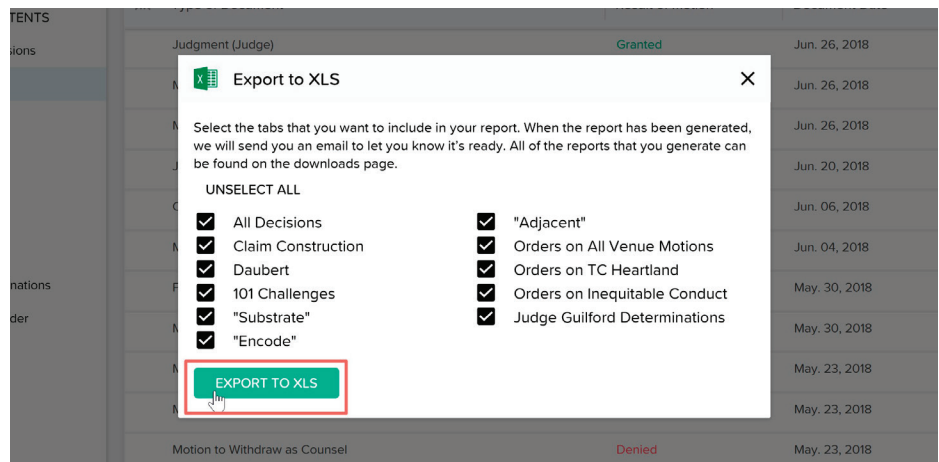 TENTS
Judgment (Judge) Granted Jun. 26, 2018
Export to XLS
Jun. 26, 2018
Jun. 26, 2018
Select the tabs that you want to include in your report. When the report has been generated,
we will send you an email to let you know it's ready. All of the reports that you generate can
be found on the downloads page.
Jun. 20, 2018
UNSELECT ALL
Jun. 06, 2018
All Decisions "Adjacent"
Claim Construction Orders on All Venue Motions
Jun. 04, 2018
Daubert Orders on TC Heartland
101 Challenges Orders on Inequitable Conduct
May. 30, 2018
"Substrate" Judge Guilford Determinations
May. 30, 2018
"Encode"
May. 23, 2018
EXPORT TO XLS
May. 23, 2018
Motion to Withdraw as Counsel Denied May. 23, 2018